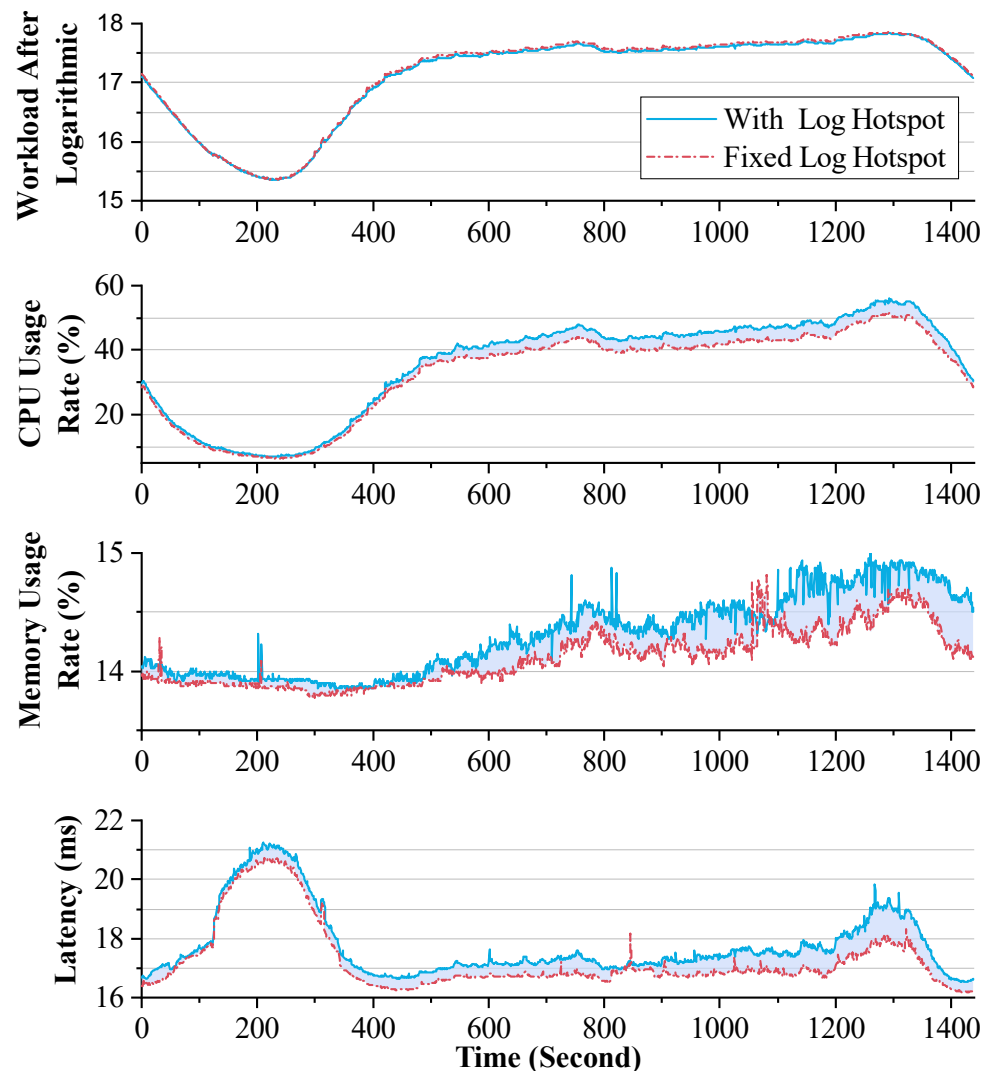 Workload After
Logarithmic
18
17
16
15
With Log Hotspot
Fixed Log Hotspot
0 200 400 600 800 1000 1200 1400
CPU Usage
Rate (%)
60
40
20
0 200 400 600 800 1000 1200 1400
Memory Usage
Rate (%)
15
14
0 200 400 600 800 1000 1200 1400
Latency (ms)
22
20
18
16
0 200 400 600 800 1000 1200 1400
Time (Second)